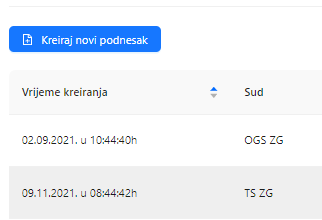 Kreiraj novi podnesak
Vrijeme kreiranja Sud
02.09.2021. u 10:44:40h OGS ZG
09.11.2021. u 08:44:42h TS ZG